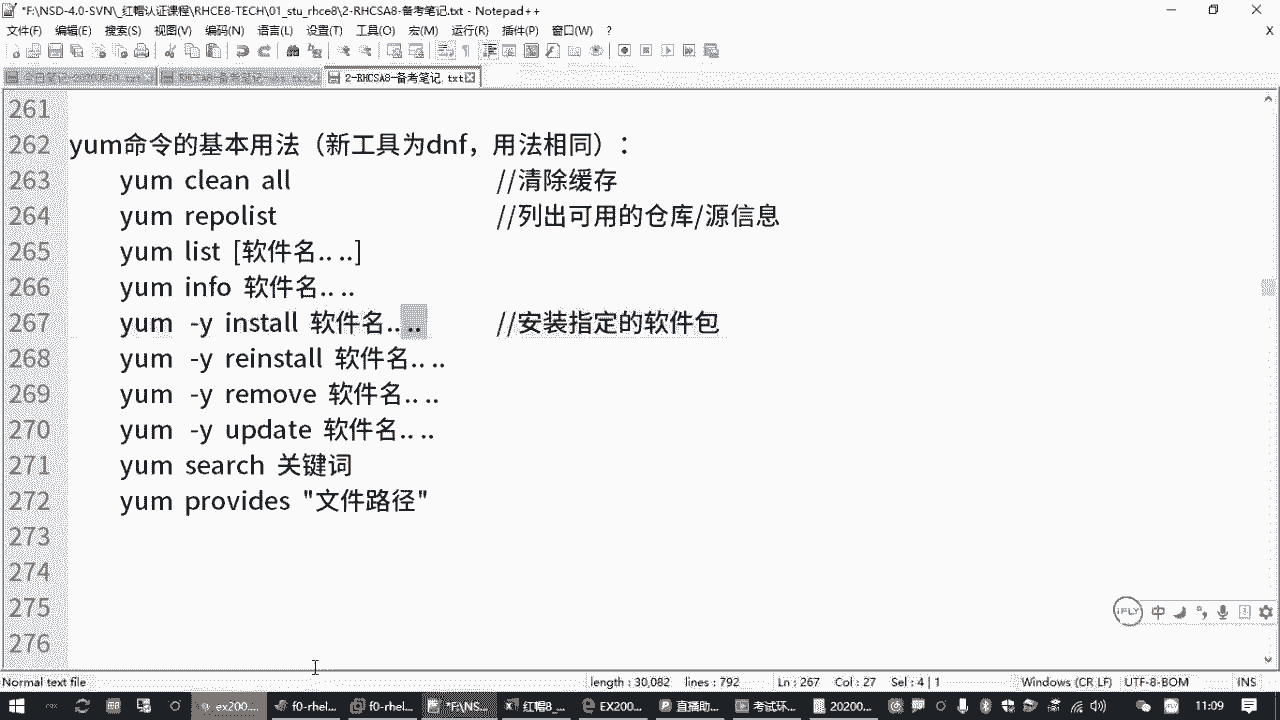 *F:\NSD-4.0-SVN\_红帽认证课程\RHCE8-TECH\01_stu_rhce8\2-RHCSA8-备考笔记.txt - Notepad++
文件(F) 编辑(E) 搜索(S) 视图(V) 编码(N) 语言(L) 设置(T) 工具(O) 宏(M) 运行(R) 插件(P) 窗口(W) ? X
2-RHCSA8-备考笔记.txt
261
262 yum命令的基本用法（新工具为dnf，用法相同）：
263 yum clean all //清除缓存
264 yum repolist //列出可用的仓库/源信息
265 yum list [软件名.. ..]
266 yum info 软件名.. ..
267 yum -y install 软件名.. .. //安装指定的软件包
268 yum -y reinstall 软件名.. ..
269 yum -y remove 软件名.. ..
270 yum -y update 软件名.. ..
271 yum search 关键词
272 yum provides "文件路径"
273
274
275
276
iFLY 中
Normal text file length : 30,082 lines : 792 Ln : 267 Col : 27 Sel : 4 | 1 Windows (CR LF) UTF-8-BOM INS
ex200... f0-rhel... f0-rhel... *F:\NS... 红帽8_... EX200... 直播助... 考试环... 20200... 中 11:09